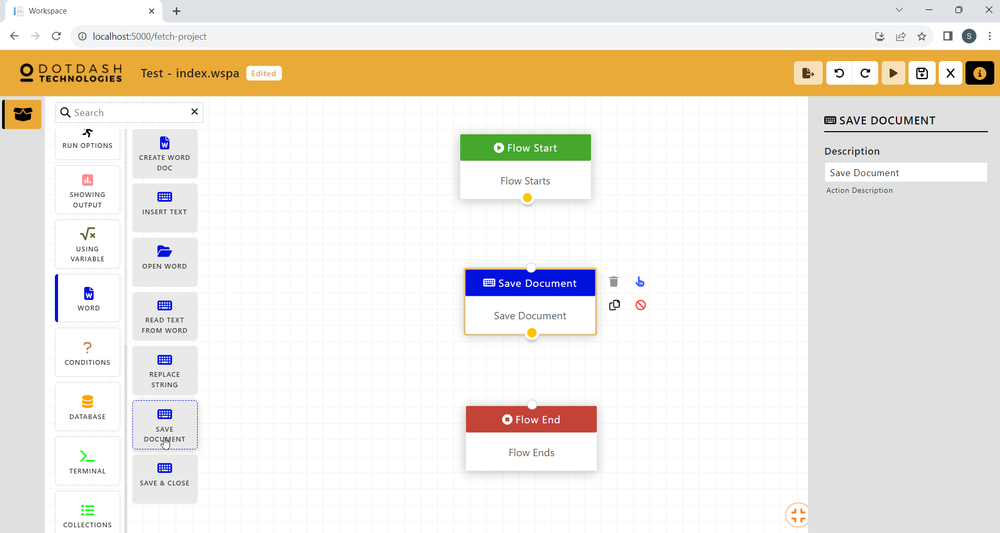 Workspace
localhost:5000/fetch-project
S
DOTDASH
TECHNOLOGIES
Test - index.wspa
Edited
Search
RUN OPTIONS
SHOWING
OUTPUT
USING
VARIABLE
WORD
CONDITIONS
DATABASE
TERMINAL
COLLECTIONS
CREATE WORD
DOC
INSERT TEXT
OPEN WORD
READ TEXT
FROM WORD
REPLACE
STRING
SAVE
DOCUMENT
SAVE & CLOSE
Flow Start
Flow Starts
Save Document
Save Document
Flow End
Flow Ends
SAVE DOCUMENT
Description
Save Document
Action Description